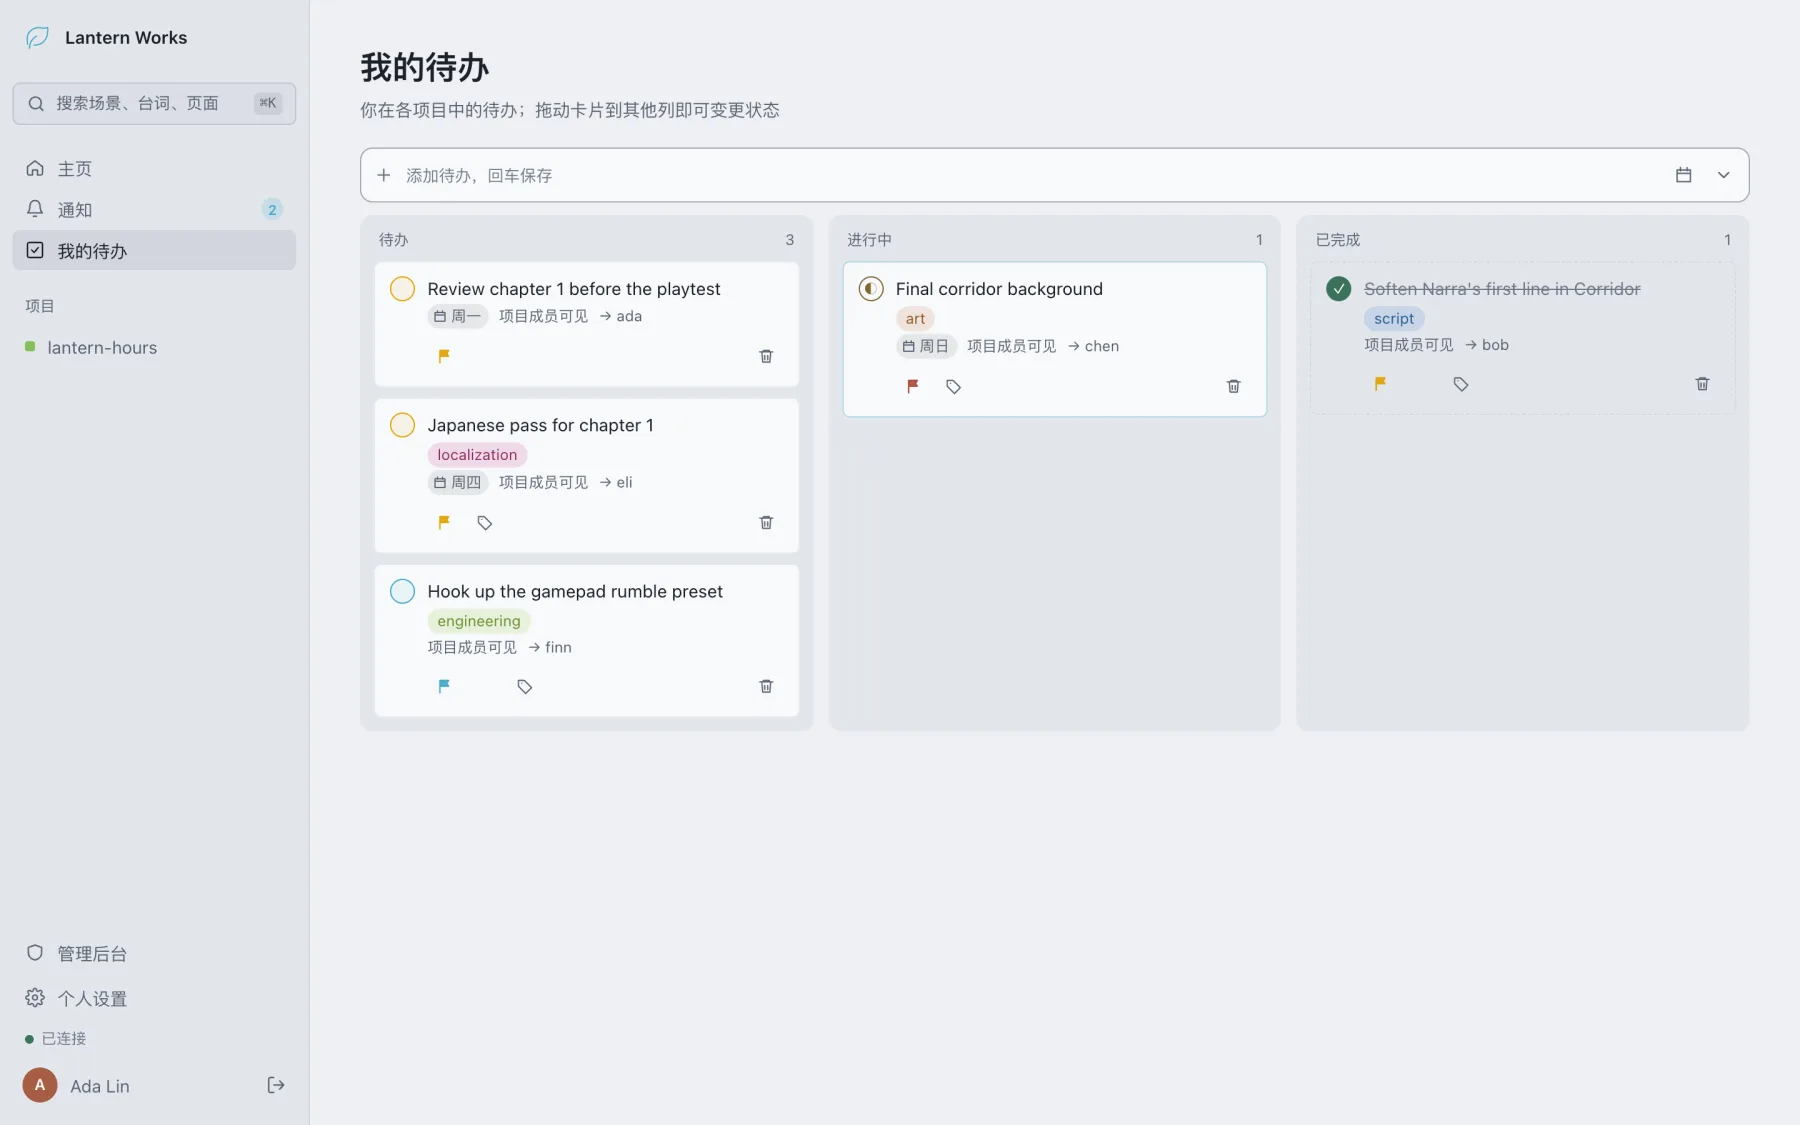 Lantern Works
搜索场景、台词、页面 ⌘K
主页
通知 2
我的待办
项目
lantern-hours
管理后台
个人设置
已连接
A Ada Lin
我的待办
你在各项目中的待办；拖动卡片到其他列即可变更状态
添加待办，回车保存
待办 3
Review chapter 1 before the playtest
周一 项目成员可见 → ada
Japanese pass for chapter 1
localization
周四 项目成员可见 → eli
Hook up the gamepad rumble preset
engineering
项目成员可见 → finn
进行中 1
Final corridor background
art
周日 项目成员可见 → chen
已完成 1
Soften Narra's first line in Corridor
script
项目成员可见 → bob